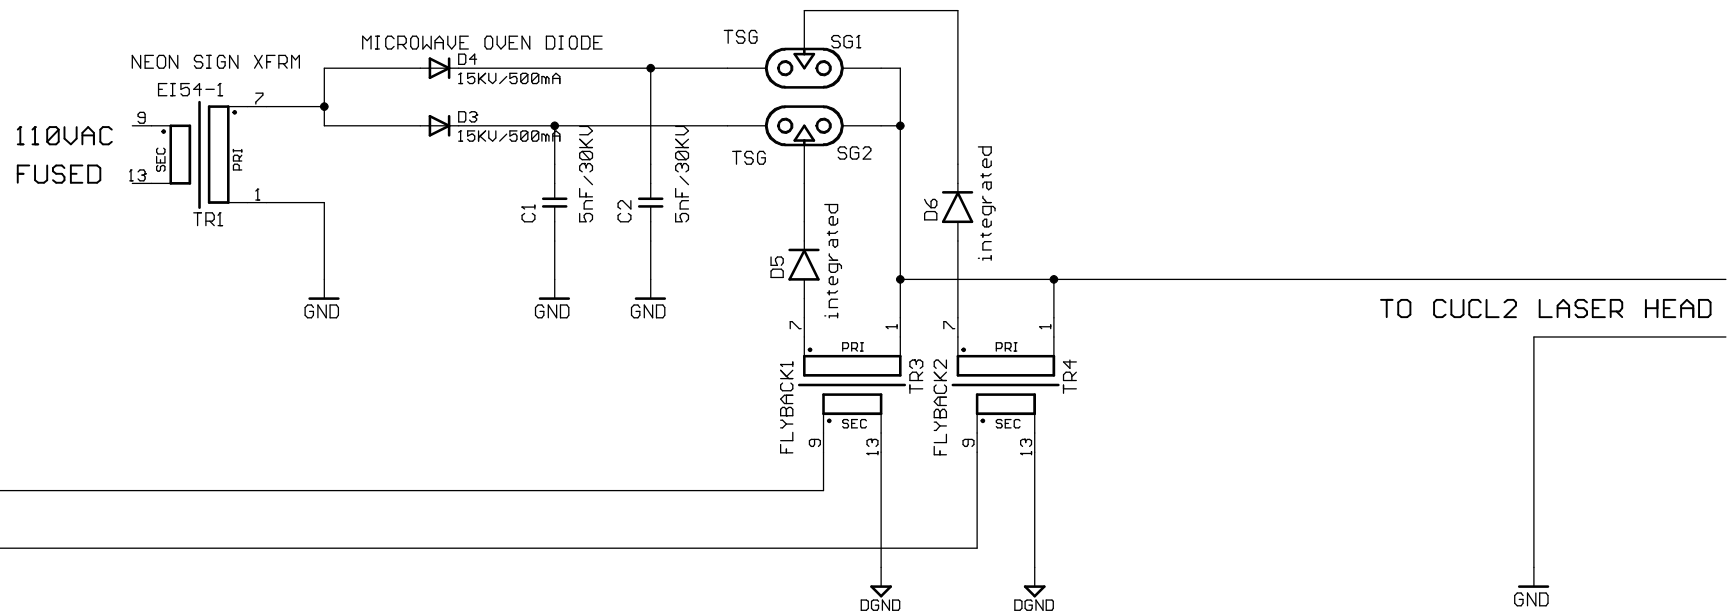 TSG
SG1
MICROWAVE OVEN DIODE
D4
15KV/500mA
NEON SIGN XFRM
EI54-1
7
9
110VAC
FUSED
13
SEC
PRI
1
TR1
D3
15KV/500mA
TSG
SG2
C1
5nF/30KV
C2
5nF/30KV
D5
integrated
D6
integrated
GND
GND
GND
TO CUCL2 LASER HEAD
7
1
7
1
PRI
PRI
FLYBACK1
TR3
FLYBACK2
TR4
SEC
SEC
9
13
9
13
DGND
DGND
GND